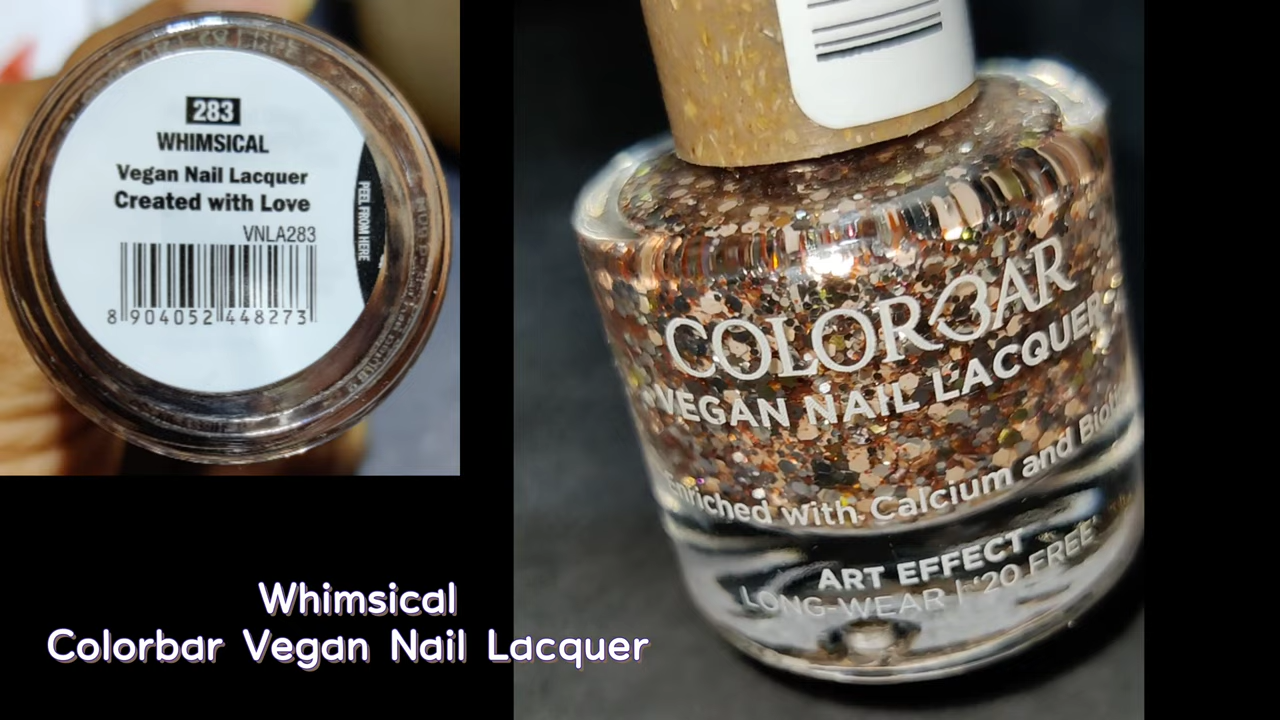 283
WHIMSICAL
Vegan Nail Lacquer
Created with Love
VNLA283
PEEL FROM HERE
8 904052 448273
COLORBAR
VEGAN NAIL LACQUER
Enriched with Calcium and Biotin
ART EFFECT
LONG-WEAR | '20 FREE'
Whimsical
Colorbar Vegan Nail Lacquer